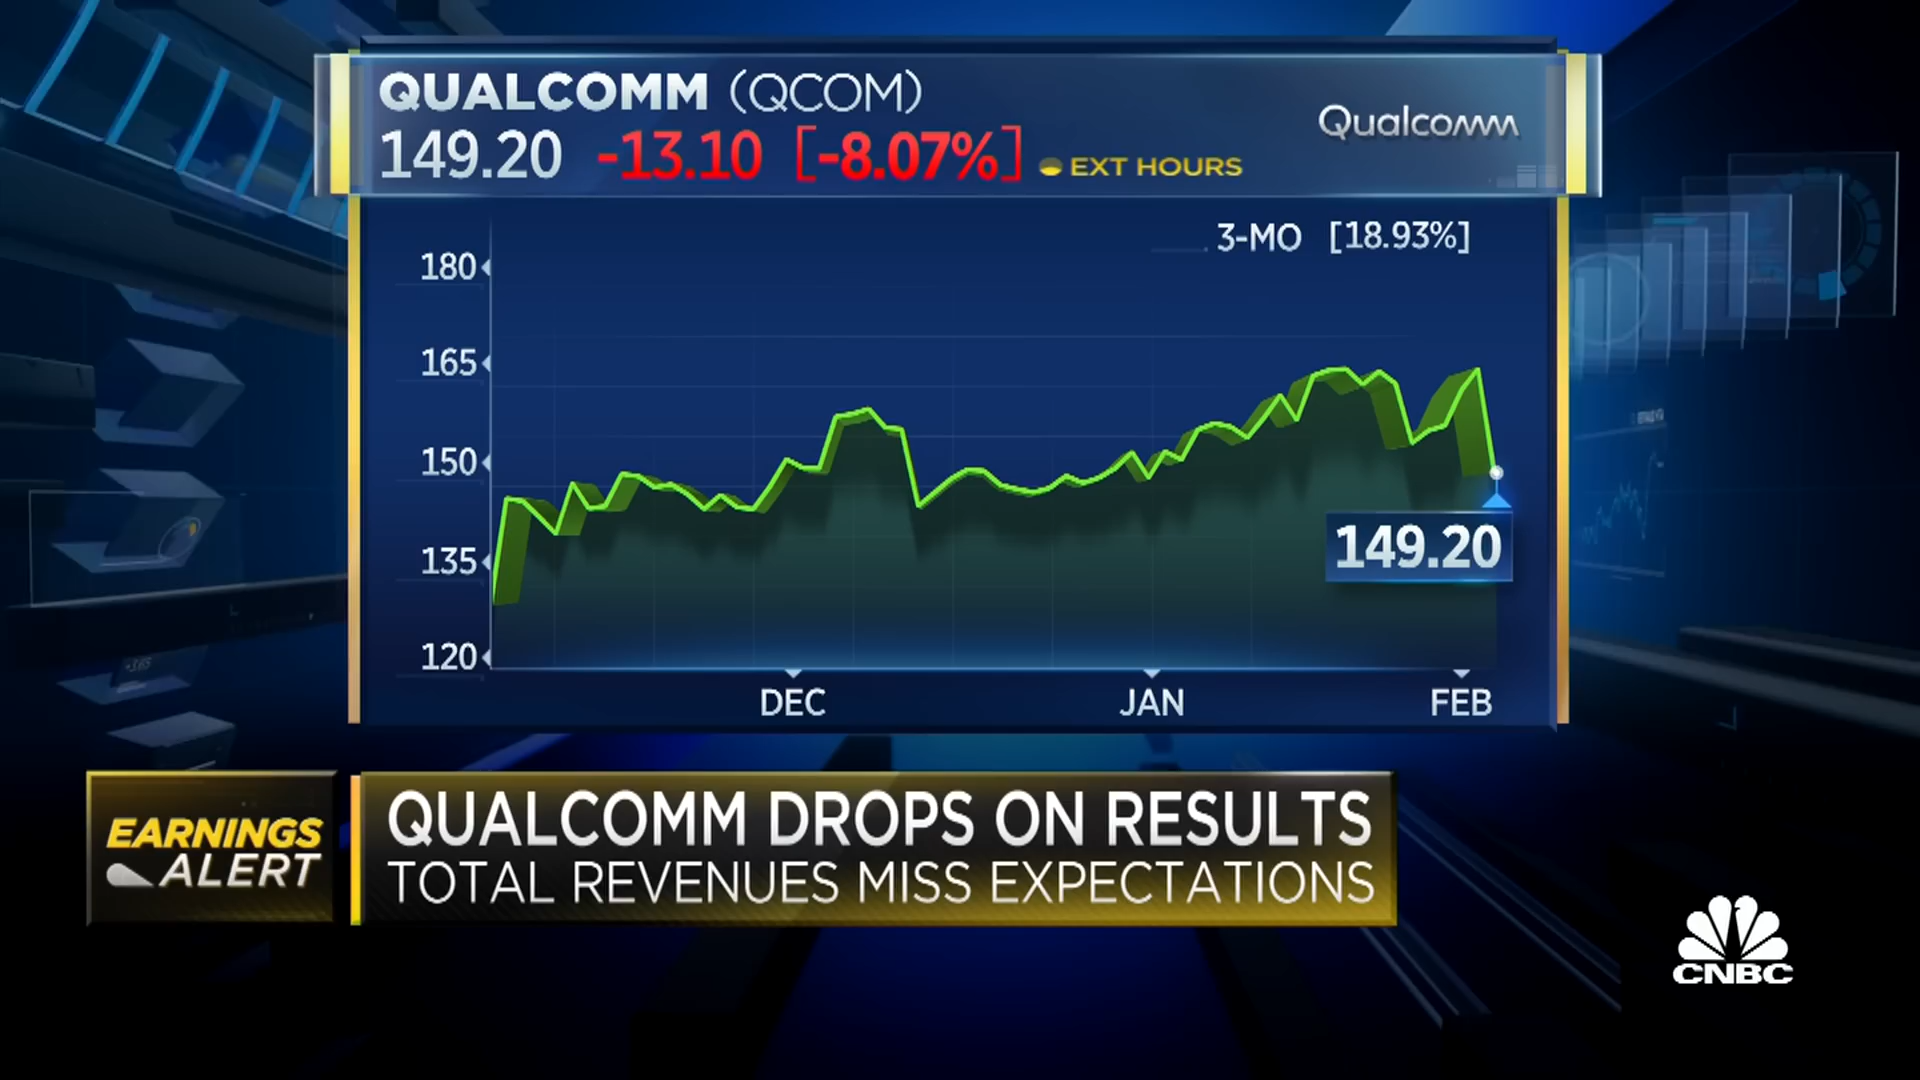 QUALCOMM (QCOM)
149.20 -13.10 [-8.07%] EXT HOURS
Qualcomm
3-MO [18.93%]
180
165
150
135
120
149.20
DEC JAN FEB
EARNINGS
ALERT
QUALCOMM DROPS ON RESULTS
TOTAL REVENUES MISS EXPECTATIONS
CNBC